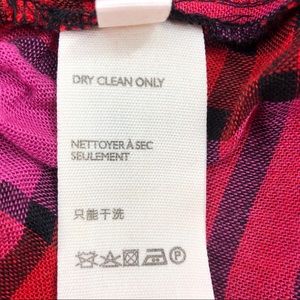 DRY CLEAN ONLY
NETTOYER À SEC
SEULEMENT
只能干洗